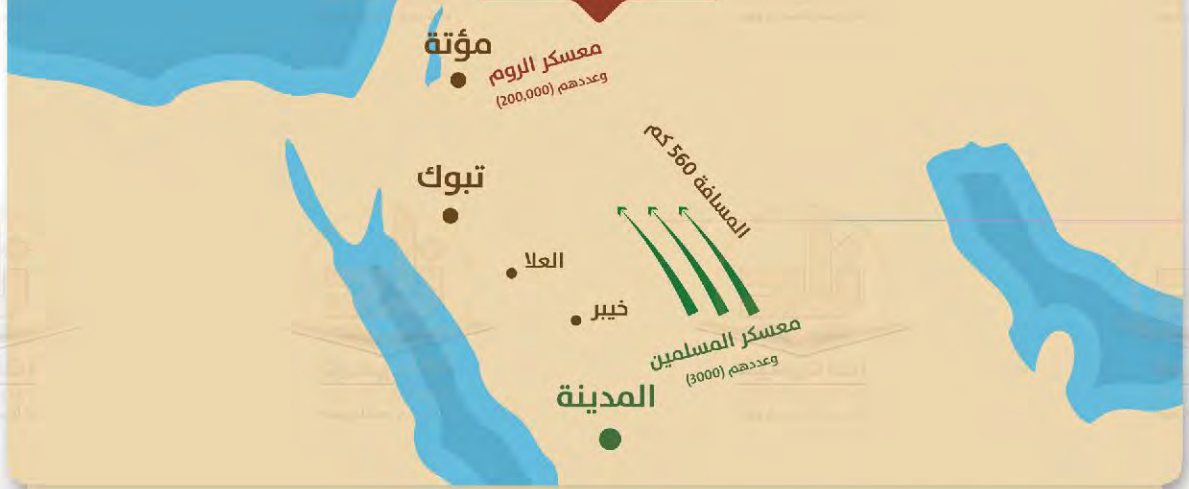 مؤتة
معسكر الروم
وعددهم (200,000)
المسافة 560 كم
تبوك
العلا
خيبر
معسكر المسلمين
وعددهم (3000)
المدينة